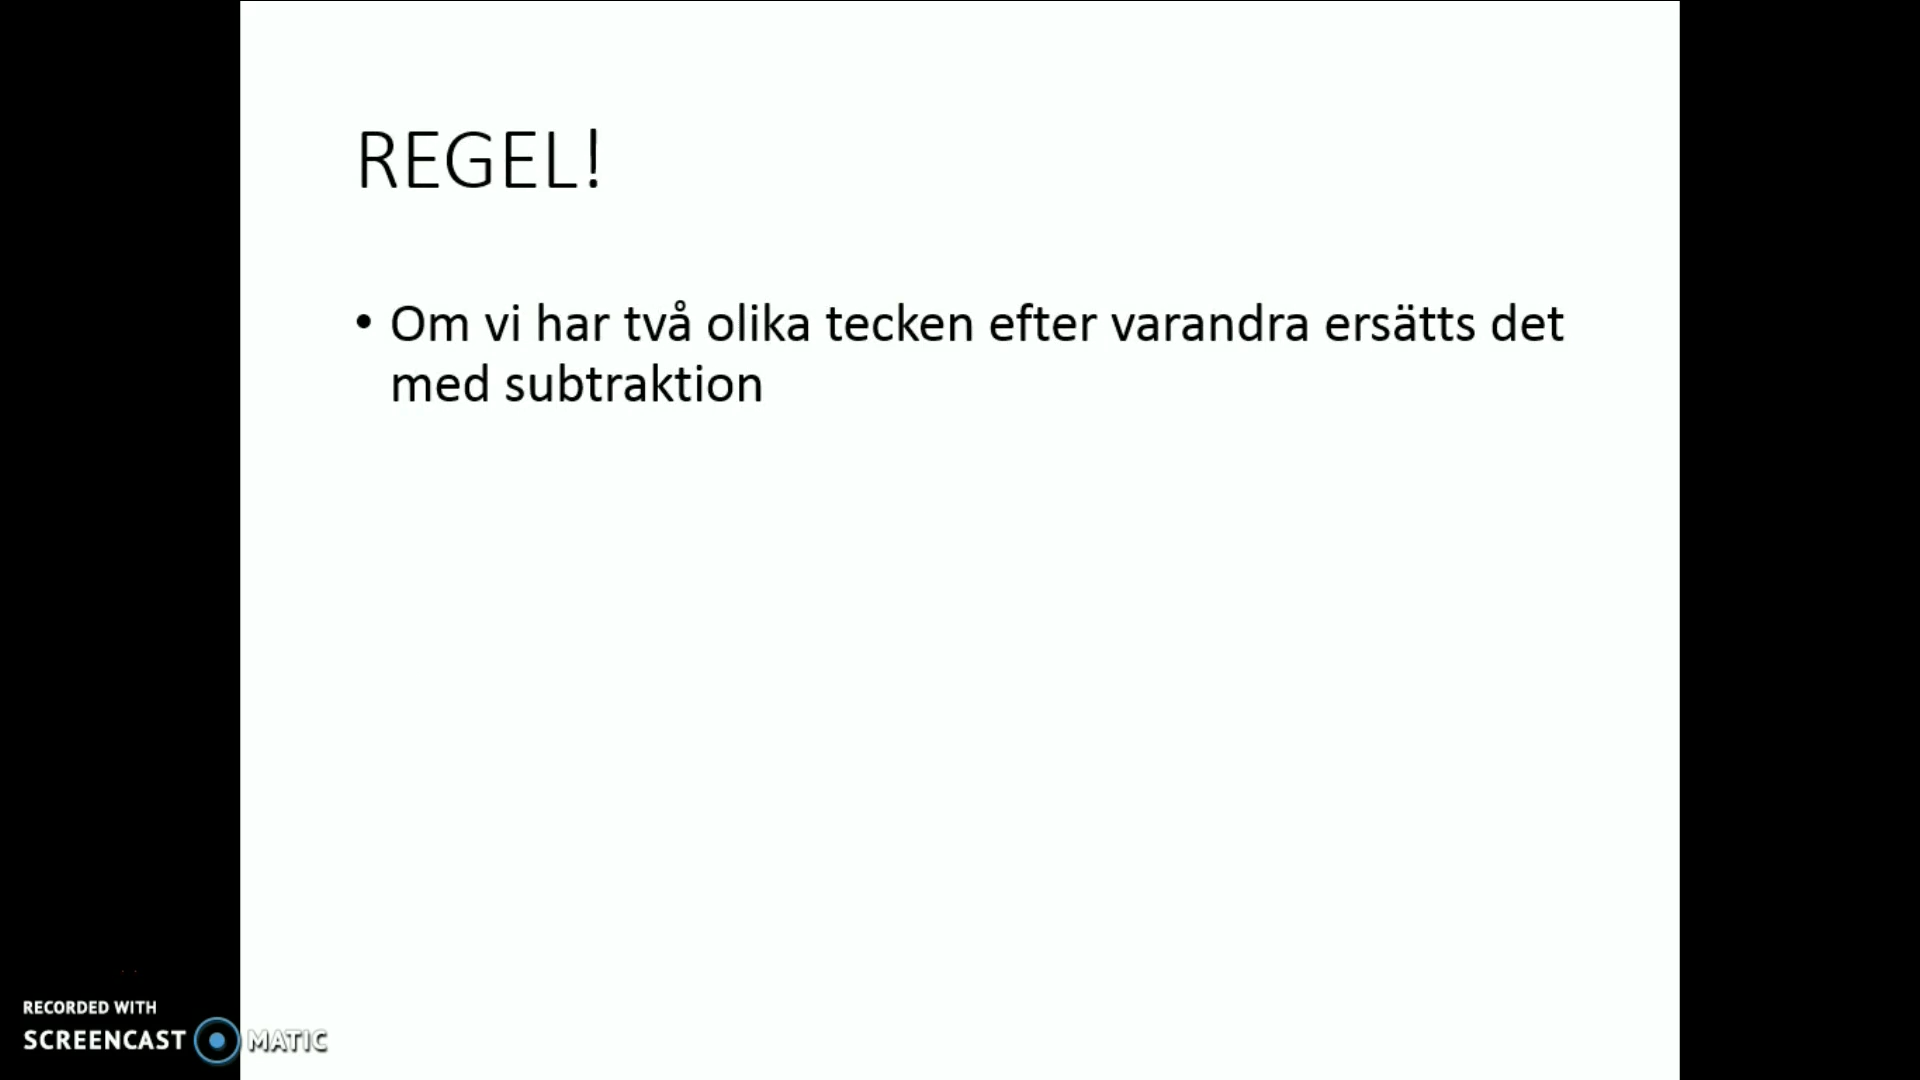 REGEL!
• Om vi har två olika tecken efter varandra ersätts det
med subtraktion
RECORDED WITH
SCREENCAST MATIC